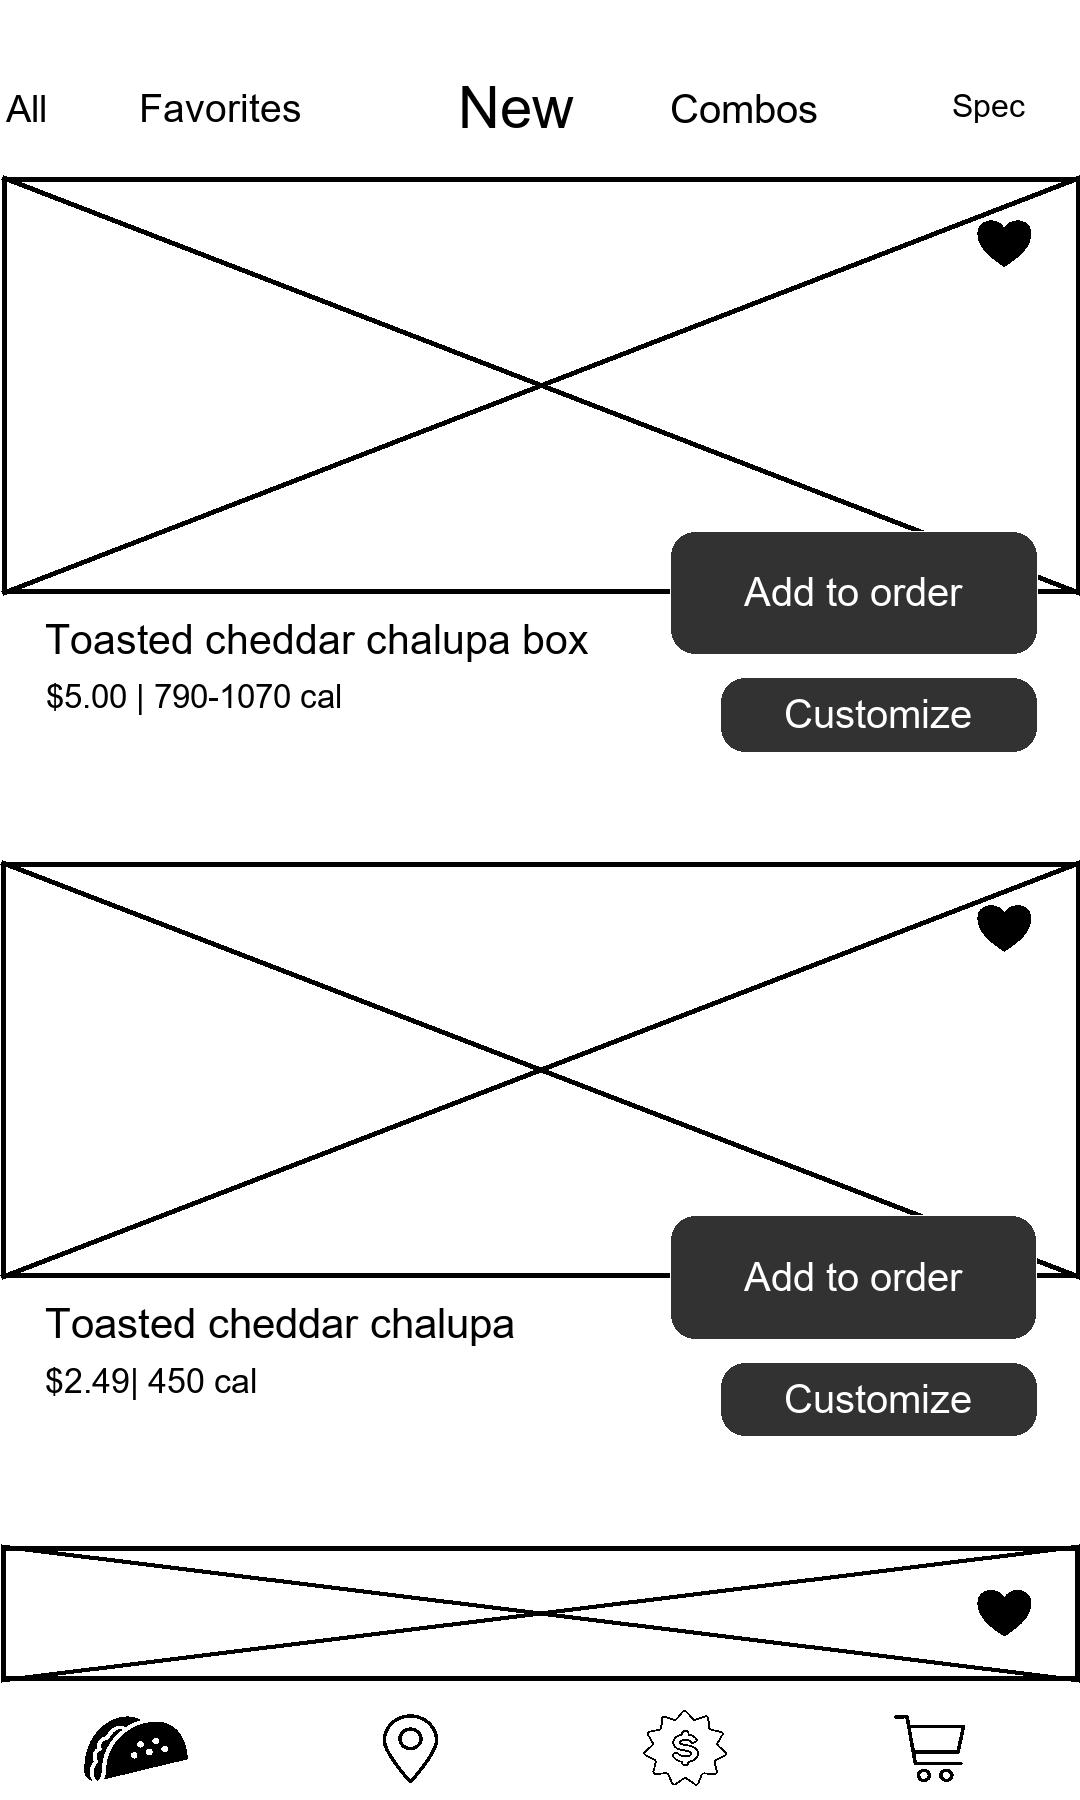 All Favorites New Combos Spec
Add to order
Toasted cheddar chalupa box
$5.00 | 790-1070 cal
Customize
Add to order
Toasted cheddar chalupa
$2.49| 450 cal
Customize
$